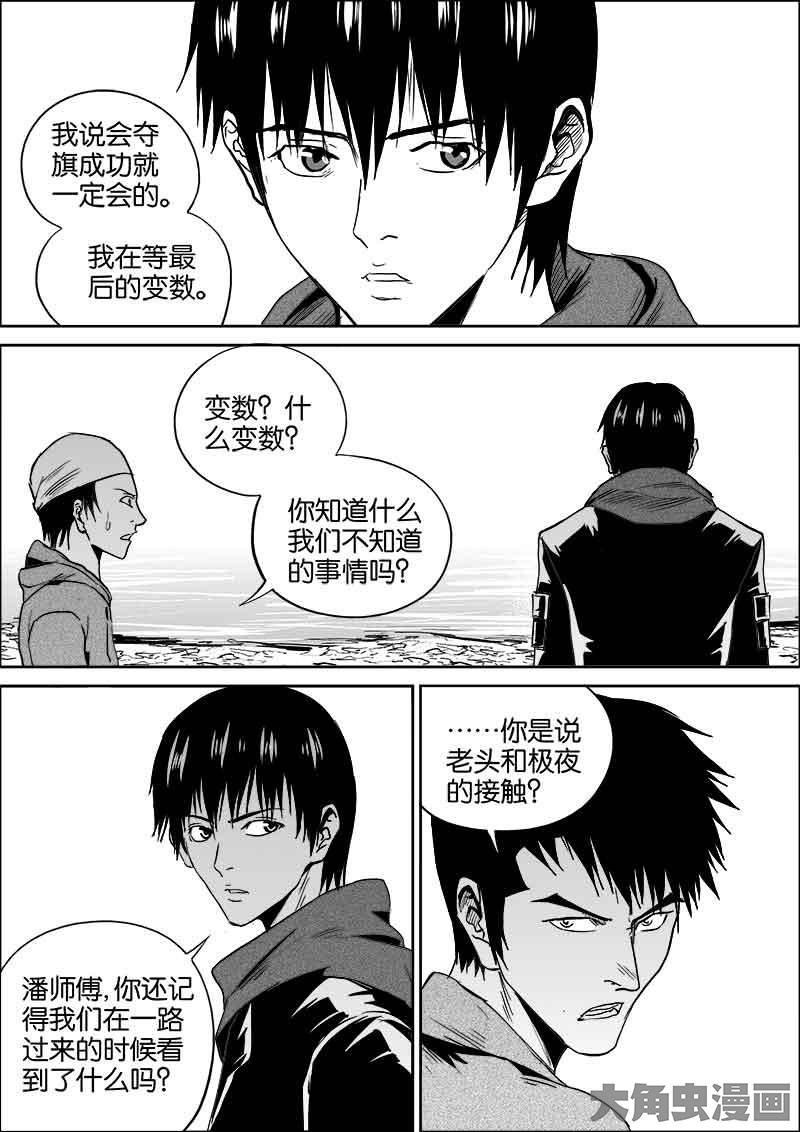 我说会夺
旗成功就
一定会的。
我在等最
后的变数。
变数？什
么变数？
你知道什么
我们不知道
的事情吗？
潘师傅，你还记
得我们在一路
过来的时候看
到了什么吗？
……你是说
老头和极夜
的接触？
大角虫漫画